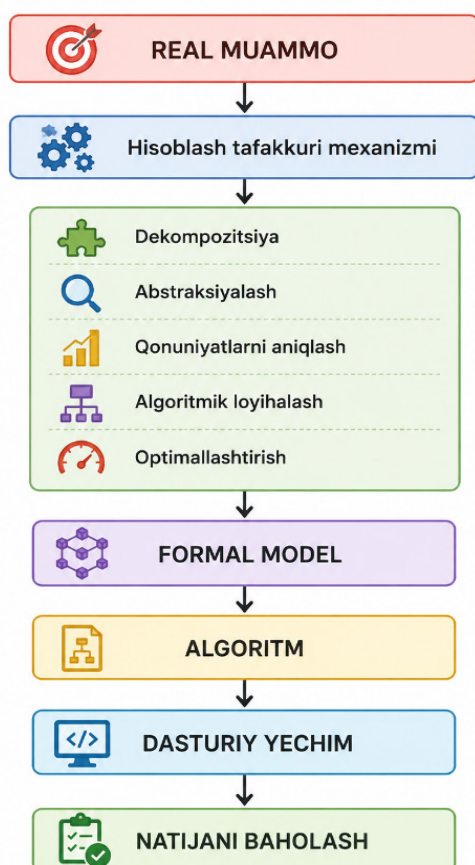 REAL MUAMMO
Hisoblash tafakkuri mexanizmi
Dekompozitsiya
Abstraksiyalash
Qonuniyatlarni aniqlash
Algoritmik loyihalash
Optimallashtirish
FORMAL MODEL
ALGORITM
</>
DASTURIY YECHIM
NATIJANI BAHOLASH